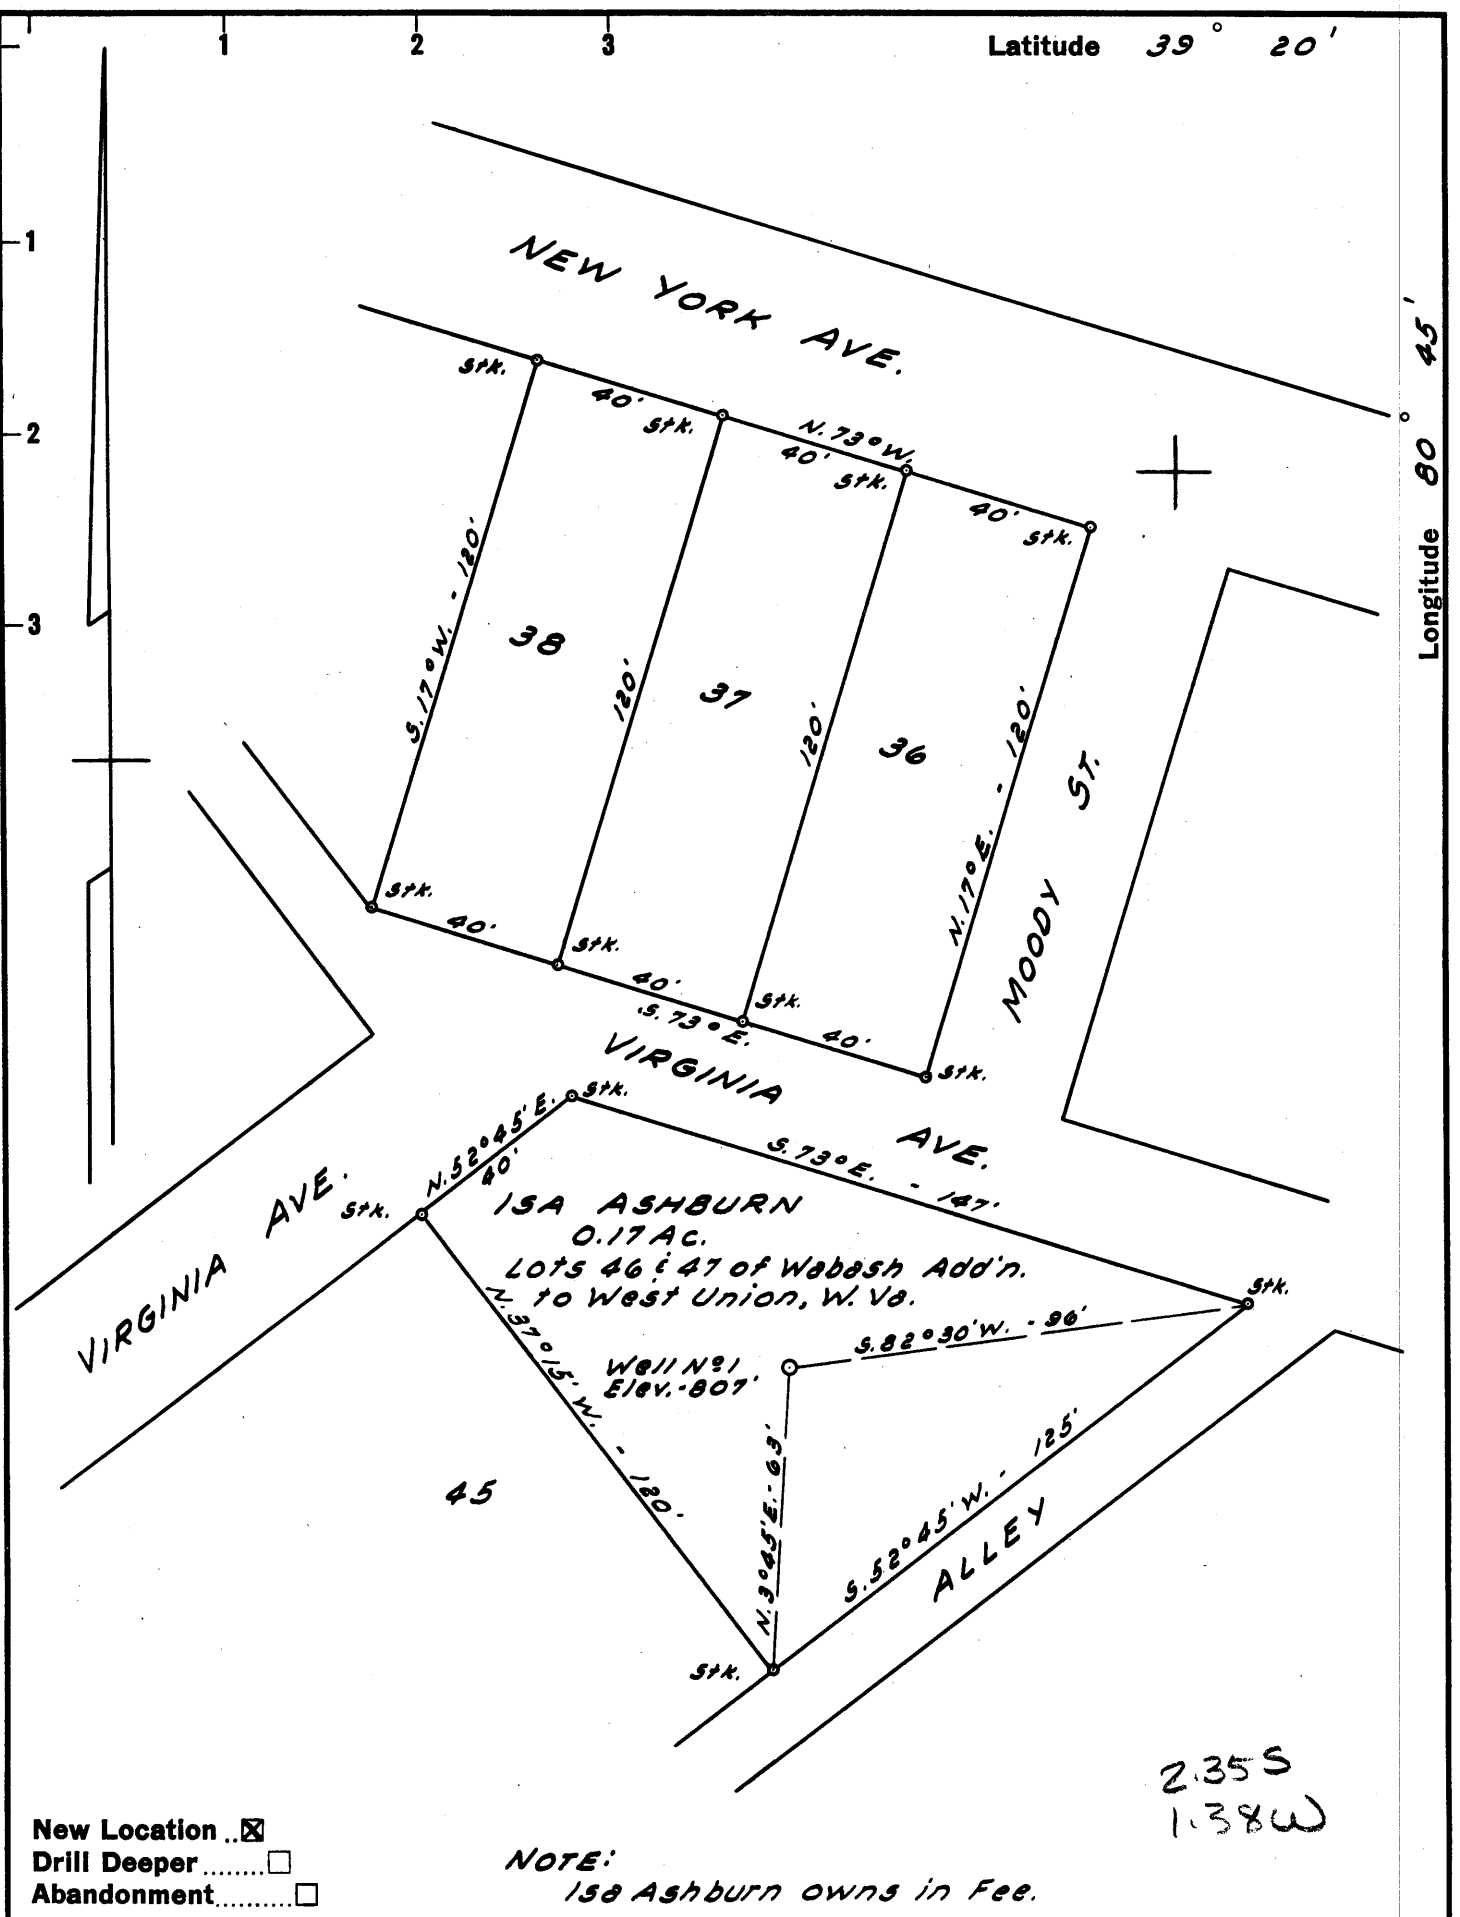 1 2 3 Latitude 39° 20'
1
2
3
Longitude 80° 45'
NEW YORK AVE.
Stk. 40' Stk. N. 73° W. 40' Stk. 40' Stk.
S. 17° W. - 120'
38
120'
37
120'
36
N. 17° E. - 120'
MOODY ST.
Stk. 40' Stk. 40' Stk. 40' Stk.
S. 73° E.
VIRGINIA AVE.
Stk.
N. 52° 45' E.
40'
S. 73° E. - 147'
VIRGINIA AVE.
Stk.
ISA ASHBURN
0.17 Ac.
Lots 46 & 47 of Wabash Add'n.
to West Union, W. Va.
Stk.
N. 37° 15' W. - 120'
S. 82° 30' W. - 96'
Well Nº 1
Elev. - 807'
N. 3° 45' E. - 63'
S. 52° 45' W. - 125'
45
ALLEY
Stk.
2.35 S
1.38 W
New Location .. ☒
Drill Deeper ........ ☐
Abandonment .......... ☐
NOTE:
Isa Ashburn owns in Fee.